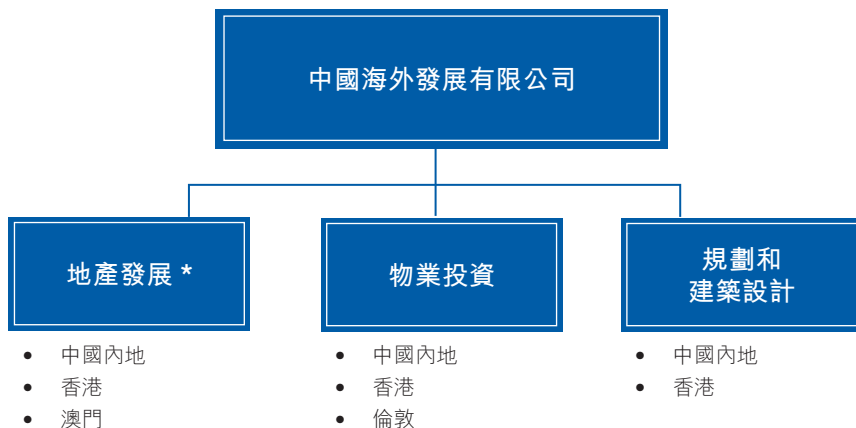 中國海外發展有限公司
地產發展 *
物業投資
規劃和
建築設計
• 中國內地
• 香港
• 澳門
• 中國內地
• 香港
• 倫敦
• 中國內地
• 香港